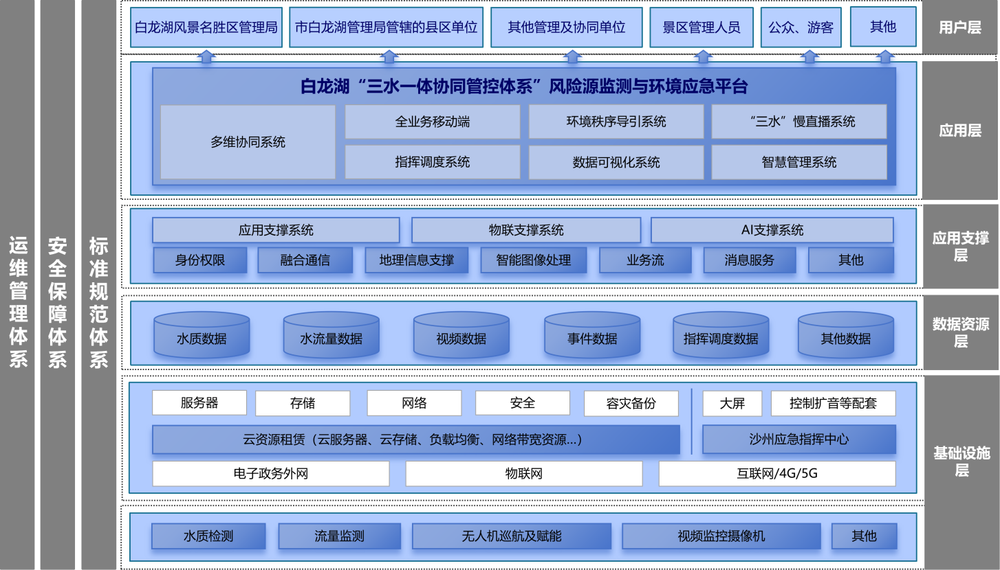 运维管理体系
安全保障体系
标准规范体系
白龙湖风景名胜区管理局
市白龙湖管理局管辖的县区单位
其他管理及协同单位
景区管理人员
公众、游客
其他
用户层
白龙湖“三水一体协同管控体系”风险源监测与环境应急平台
多维协同系统
全业务移动端
环境秩序导引系统
“三水”慢直播系统
指挥调度系统
数据可视化系统
智慧管理系统
应用层
应用支撑系统
物联支撑系统
AI支撑系统
身份权限
融合通信
地理信息支撑
智能图像处理
业务流
消息服务
其他
应用支撑
层
水质数据
水流量数据
视频数据
事件数据
指挥调度数据
其他数据
数据资源
层
服务器
存储
网络
安全
容灾备份
大屏
控制扩音等配套
云资源租赁（云服务器、云存储、负载均衡、网络带宽资源...）
沙州应急指挥中心
电子政务外网
物联网
互联网/4G/5G
基础设施
层
水质检测
流量监测
无人机巡航及赋能
视频监控摄像机
其他